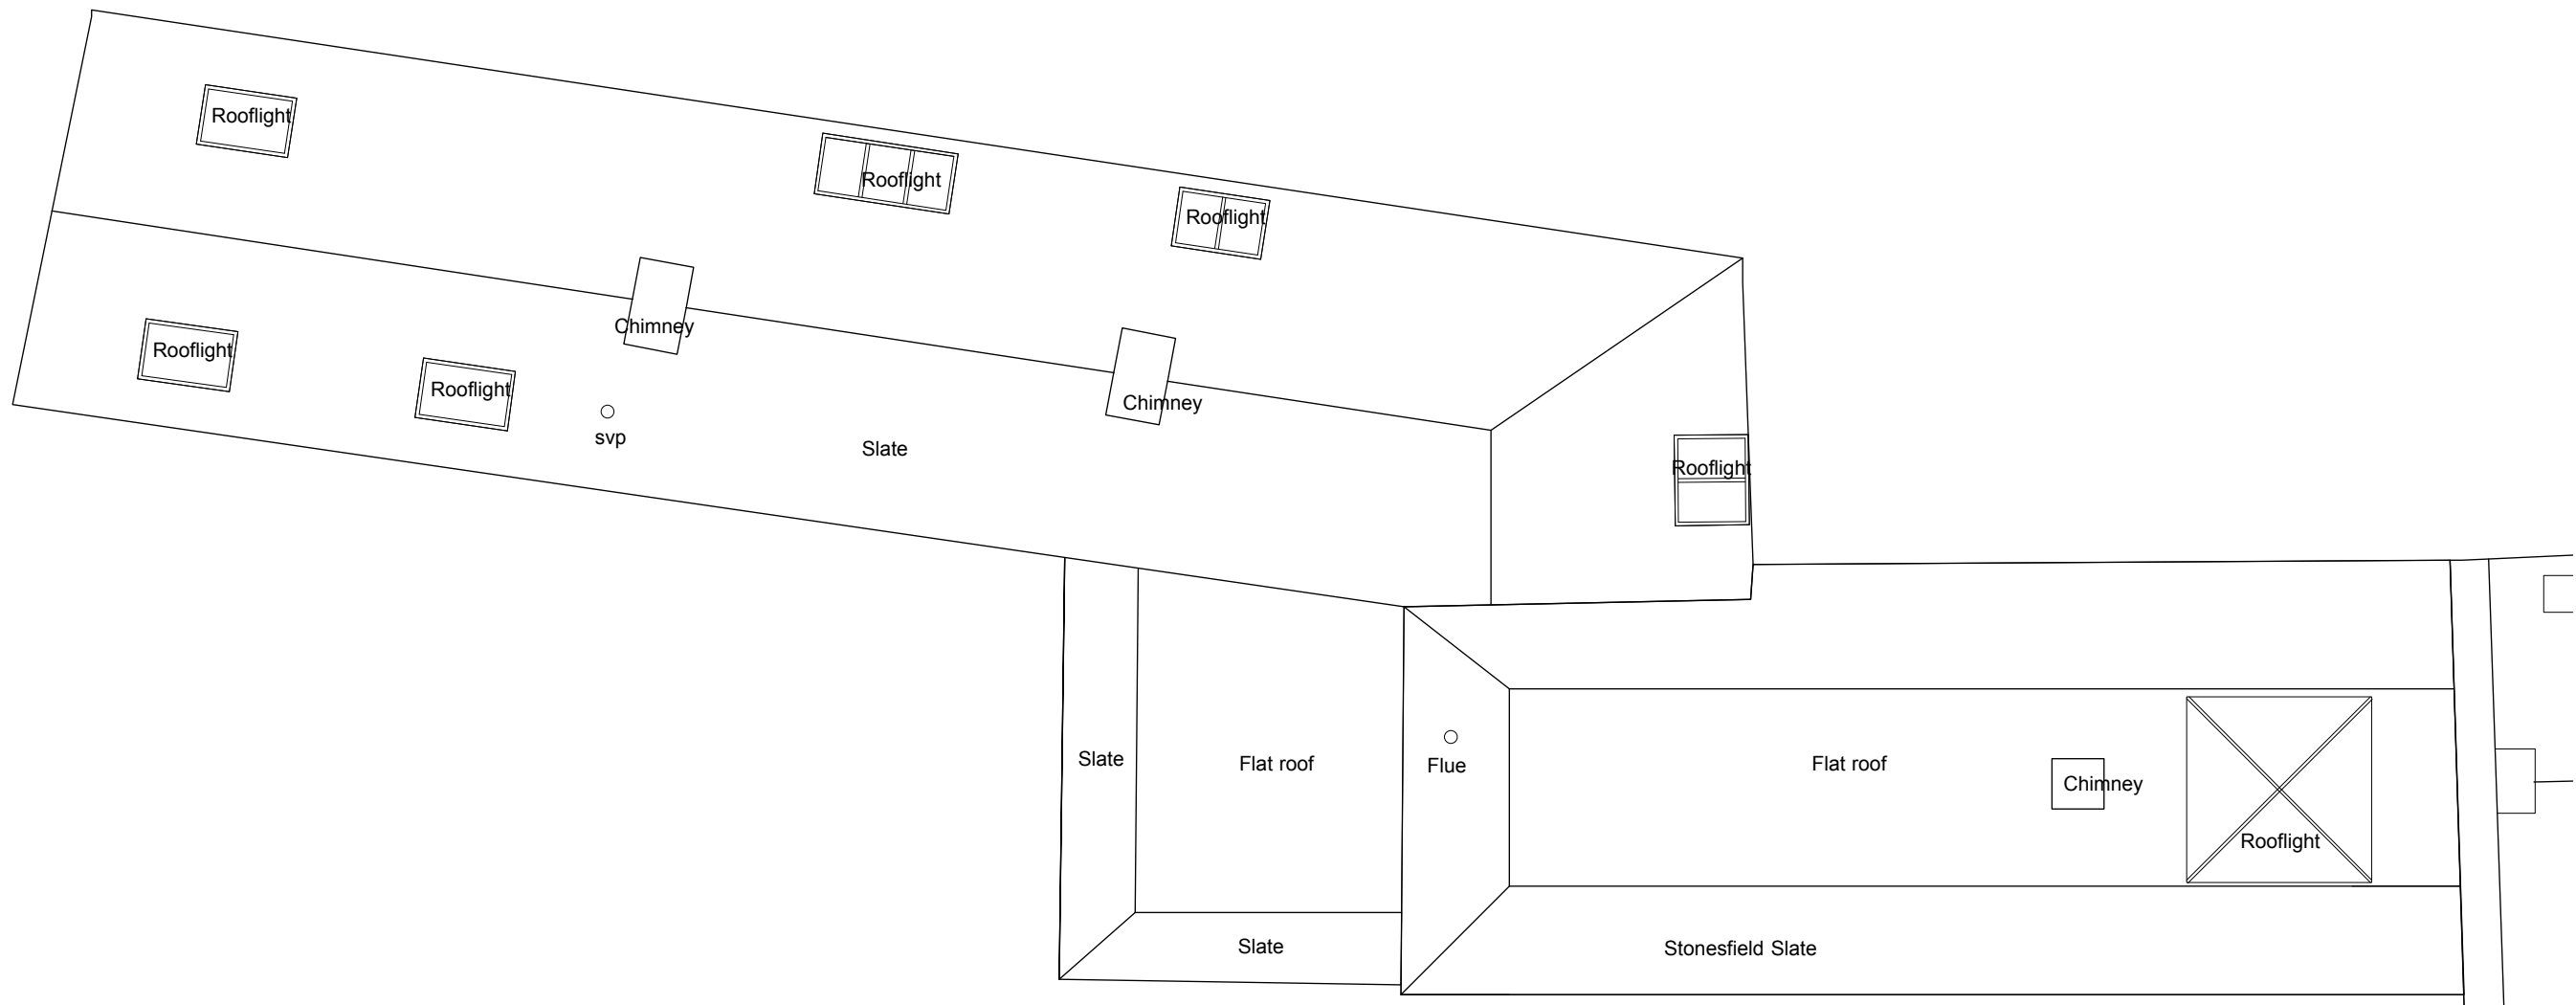 Rooflight
Rooflight
Rooflight
Chimney
Rooflight
Rooflight
Chimney
svp
Slate
Rooflight
Slate
Flat roof
Flue
Flat roof
Chimney
Rooflight
Slate
Stonesfield Slate